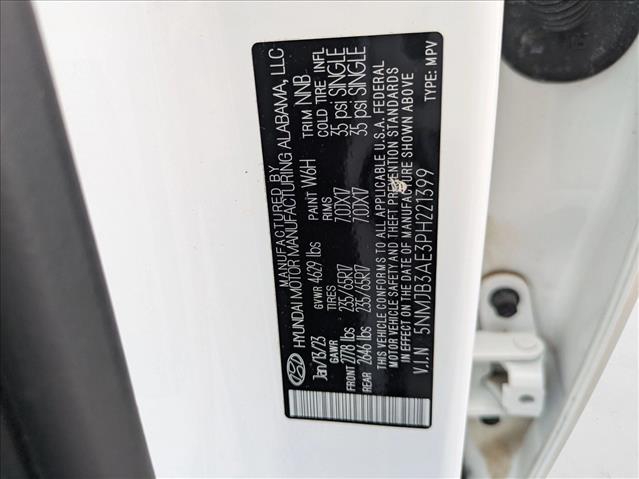 MANUFACTURED BY
HYUNDAI MOTOR MANUFACTURING ALABAMA, LLC
Jan/13/23 GVWR 4629 lbs PAINT W6H TRIM NNB
GAWR TIRES RIMS COLD TIRE INFL
FRONT 2778 lbs 235/65R17 7.0JX17 35 psi SINGLE
REAR 2646 lbs 235/65R17 7.0JX17 35 psi SINGLE
THIS VEHICLE CONFORMS TO ALL APPLICABLE U.S.A. FEDERAL
MOTOR VEHICLE SAFETY AND THEFT PREVENTION STANDARDS
IN EFFECT ON THE DATE OF MANUFACTURE SHOWN ABOVE
V.I.N 5NMJB3AE3PH221399 TYPE: MPV